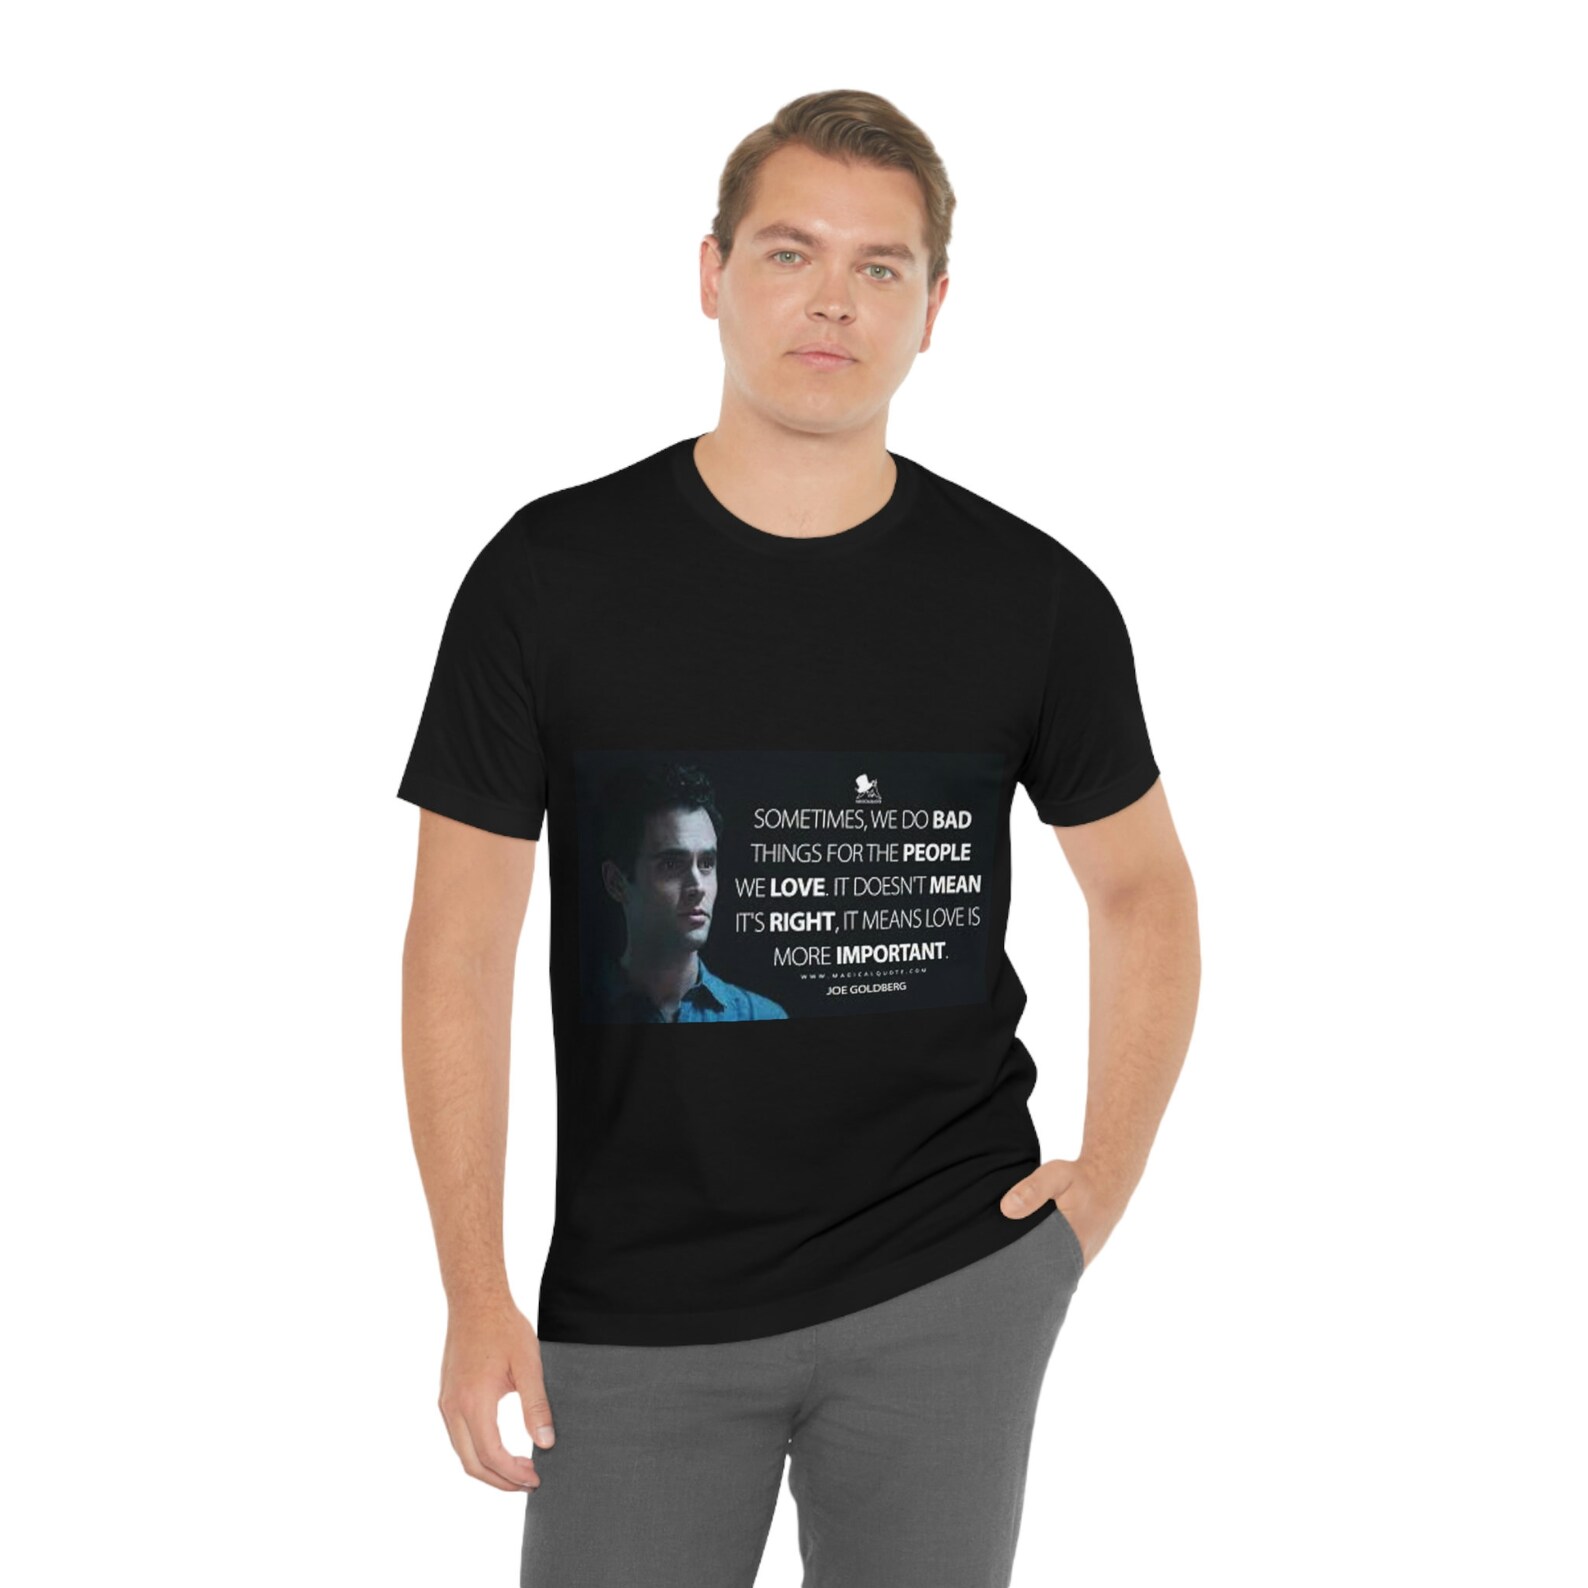 SOMETIMES, WE DO BAD
THINGS FOR THE PEOPLE
WE LOVE. IT DOESN'T MEAN
IT'S RIGHT, IT MEANS LOVE IS
MORE IMPORTANT.
WWW.MAGICALQUOTE.COM
JOE GOLDBERG